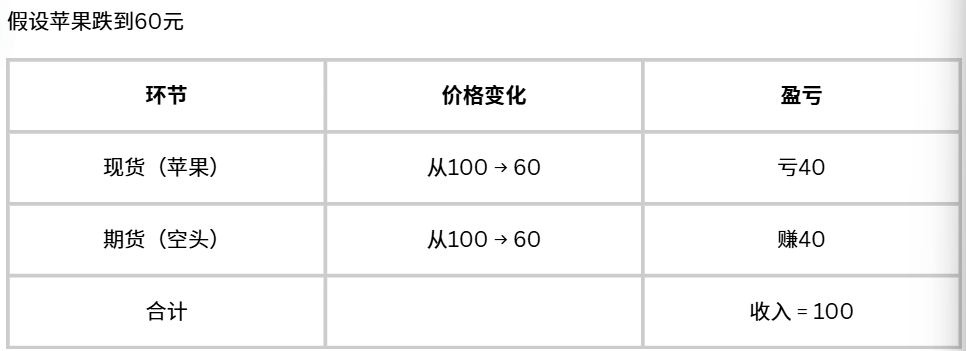 假设苹果跌到60元
环节 价格变化 盈亏
现货（苹果） 从100 → 60 亏40
期货（空头） 从100 → 60 赚40
合计 收入 = 100